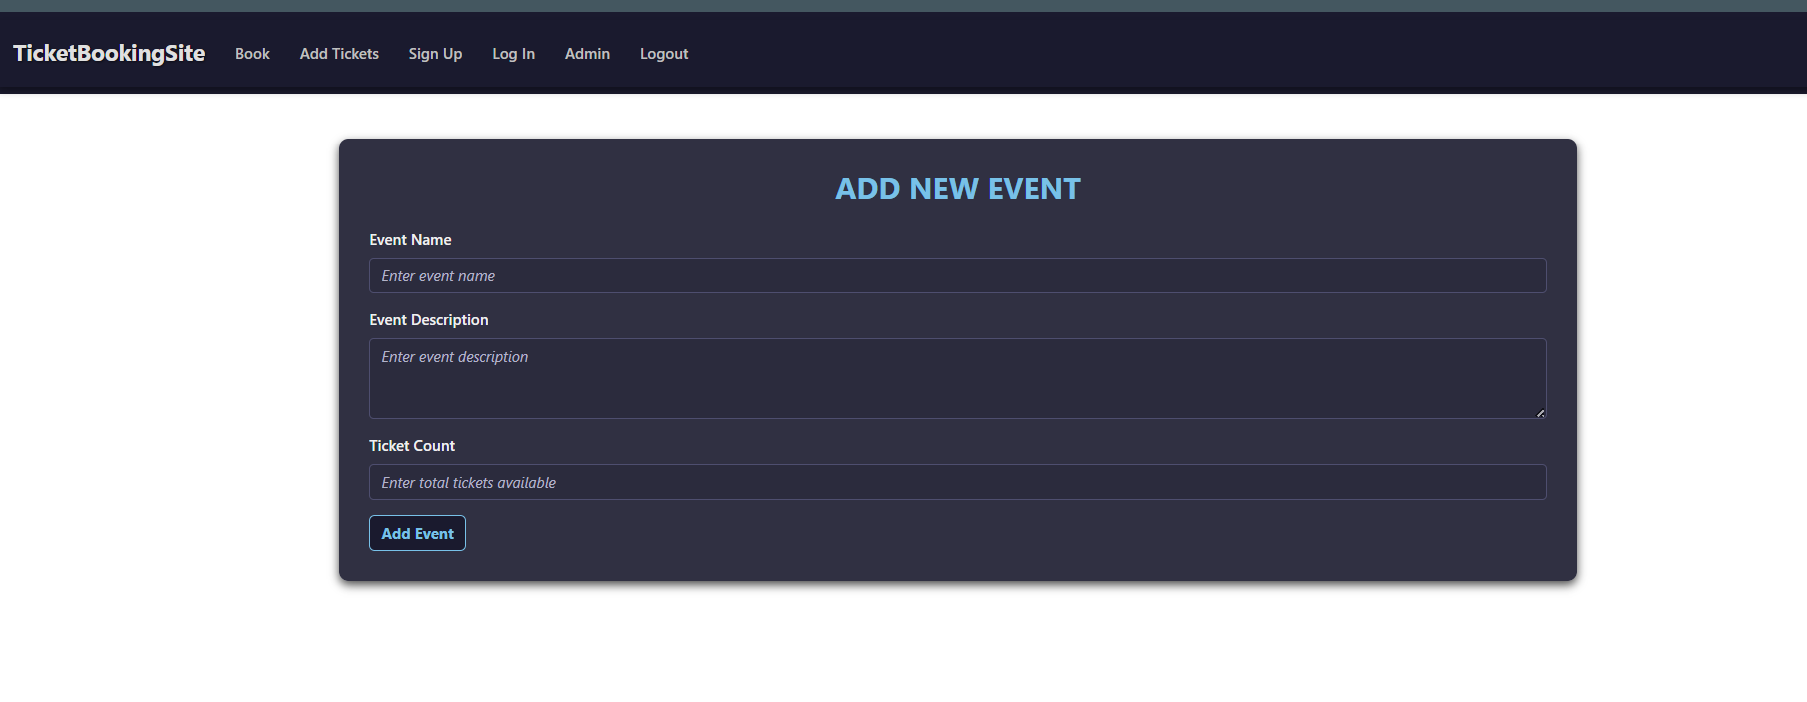 TicketBookingSite Book Add Tickets Sign Up Log In Admin Logout
ADD NEW EVENT
Event Name
Enter event name
Event Description
Enter event description
Ticket Count
Enter total tickets available
Add Event